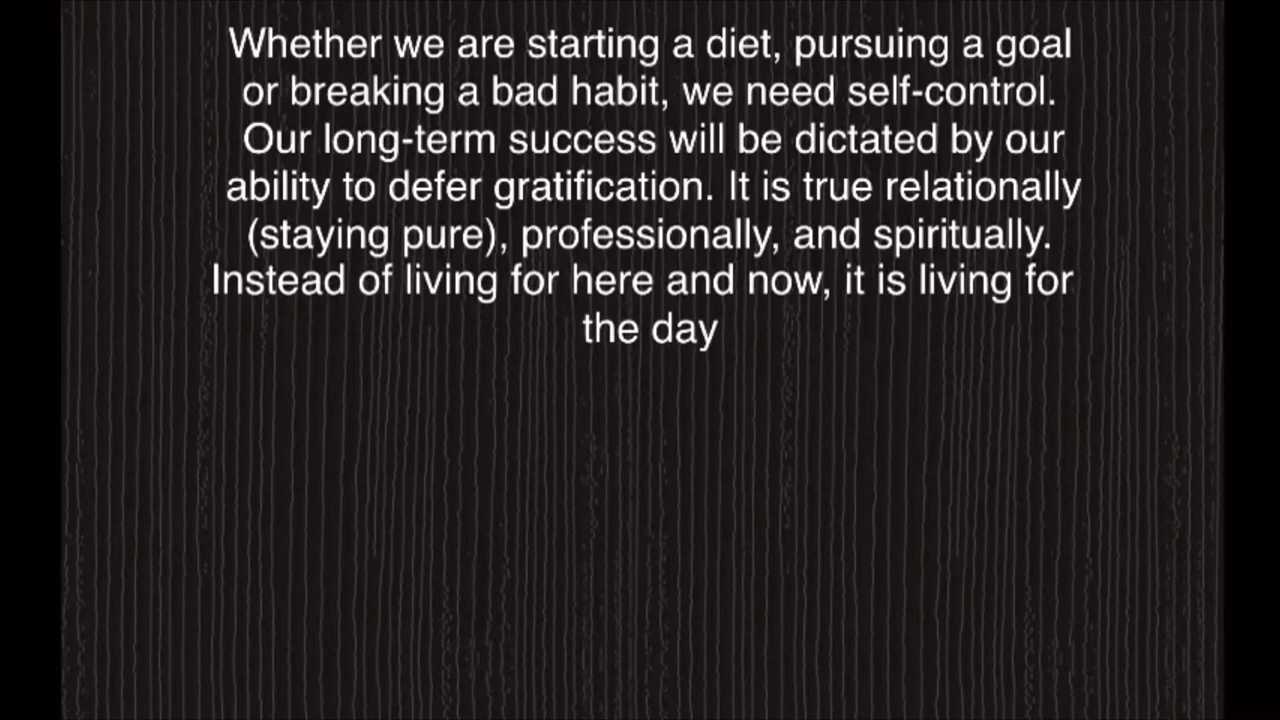 Whether we are starting a diet, pursuing a goal
or breaking a bad habit, we need self-control.
Our long-term success will be dictated by our
ability to defer gratification. It is true relationally
(staying pure), professionally, and spiritually.
Instead of living for here and now, it is living for
the day